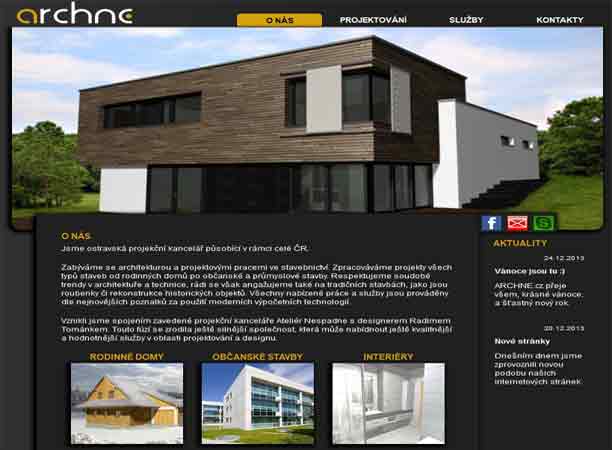 archne
O NÁS PROJEKTOVÁNÍ SLUŽBY KONTAKTY
O NÁS
Jsme ostravská projekční kancelář působící v rámci celé ČR.
Zabýváme se architekturou a projektovými pracemi ve stavebnictví. Zpracováváme projekty všech
typů staveb od rodinných domů po občanské a průmyslové stavby. Respektujeme soudobé
trendy v architektuře a technice, rádi se však angažujeme také na tradičních stavbách, jako jsou
roubenky či rekonstrukce historických objektů. Všechny nabízené práce a služby jsou prováděny
dle nejnovějších poznatků za použití moderních výpočetních technologií.
Vznikli jsme spojením zavedené projekční kanceláře Ateliér Nespadne s designerem Radimem
Tománkem. Touto fúzí se zrodila ještě silnější společnost, která může nabídnout ještě kvalitnější
a hodnotnější služby v oblasti projektování a designu.
RODINNÉ DOMY OBČANSKÉ STAVBY INTERIÉRY
AKTUALITY
24.12.2013
Vánoce jsou tu :)
ARCHNE.cz přeje
všem, krásné vánoce,
a šťastný nový rok.
20.12.2013
Nové stránky
Dnešním dnem jsme
zprovoznili novou
podobu našich
internetových stránek.